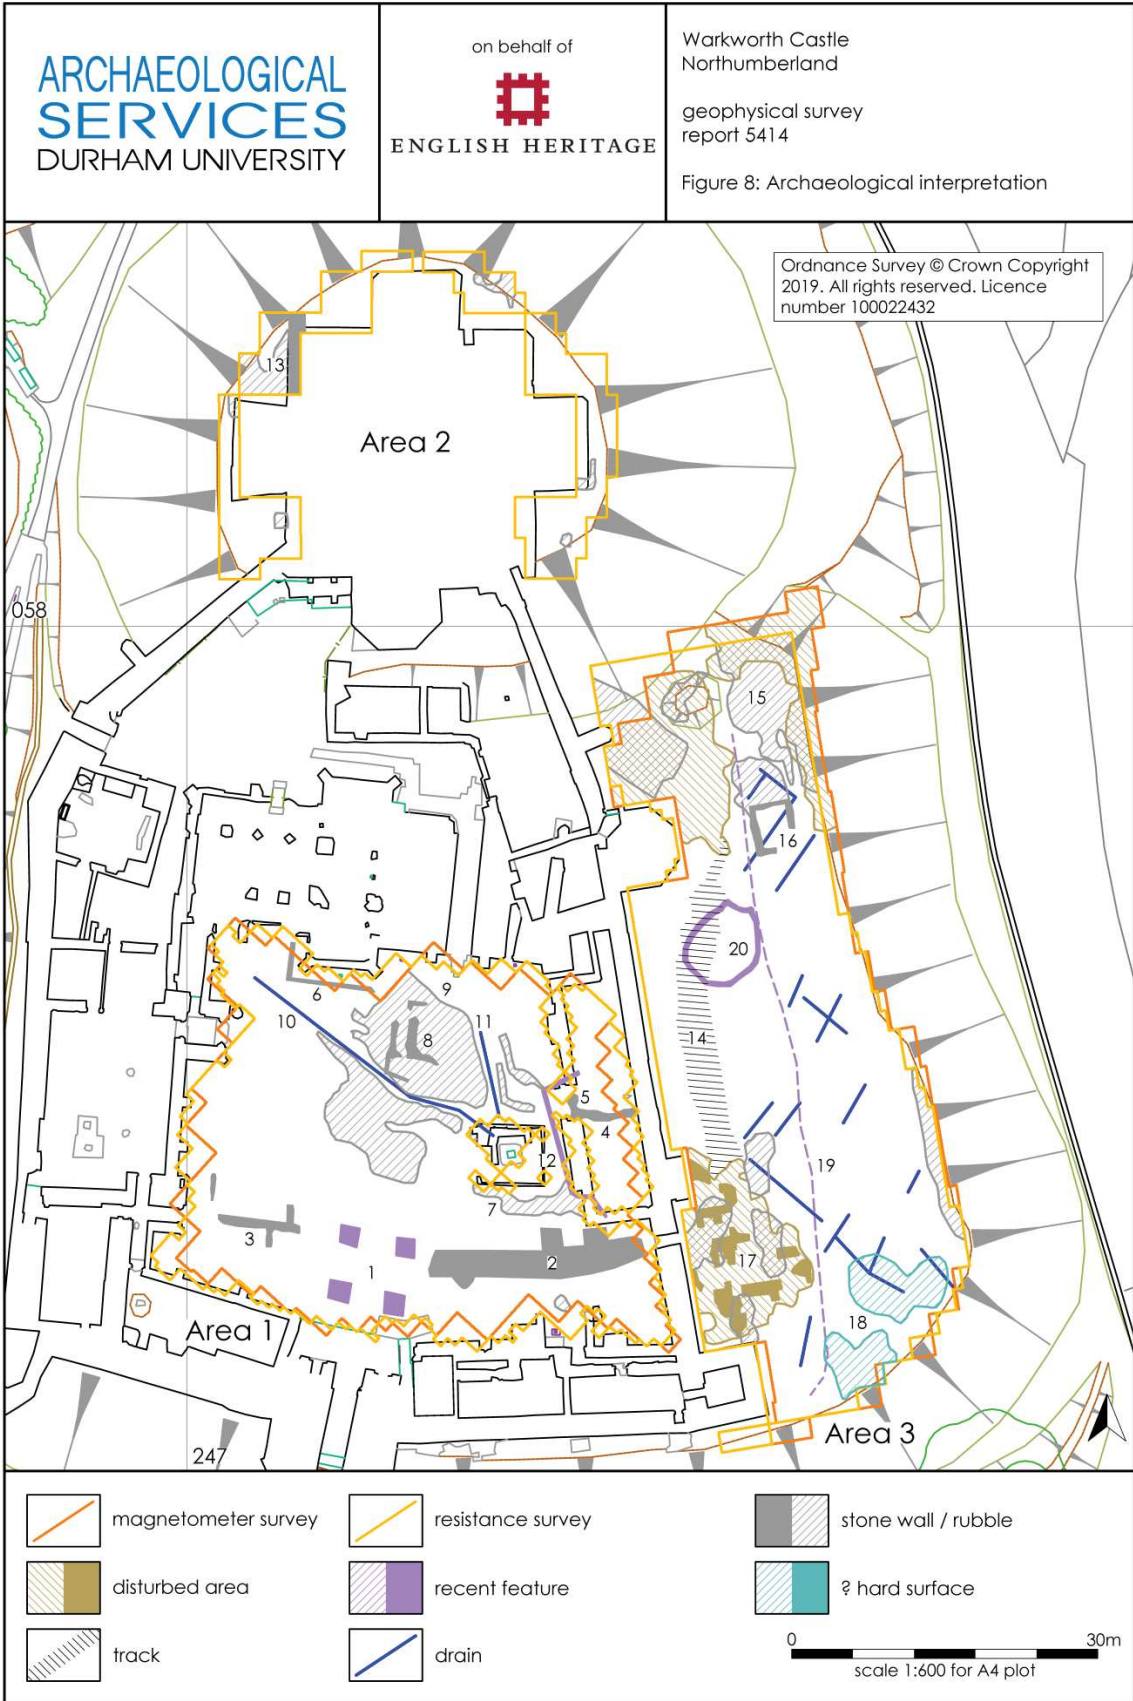 ARCHAEOLOGICAL
SERVICES
DURHAM UNIVERSITY
on behalf of
ENGLISH HERITAGE
Warkworth Castle
Northumberland
geophysical survey
report 5414
Figure 8: Archaeological interpretation
Ordnance Survey © Crown Copyright
2019. All rights reserved. Licence
number 100022432
13
Area 2
058
15
16
20
6
9
10
11
8
14
5
4
12
19
7
3
2
17
1
18
Area 1
Area 3
247
magnetometer survey
resistance survey
stone wall / rubble
disturbed area
recent feature
? hard surface
track
drain
0
30m
scale 1:600 for A4 plot